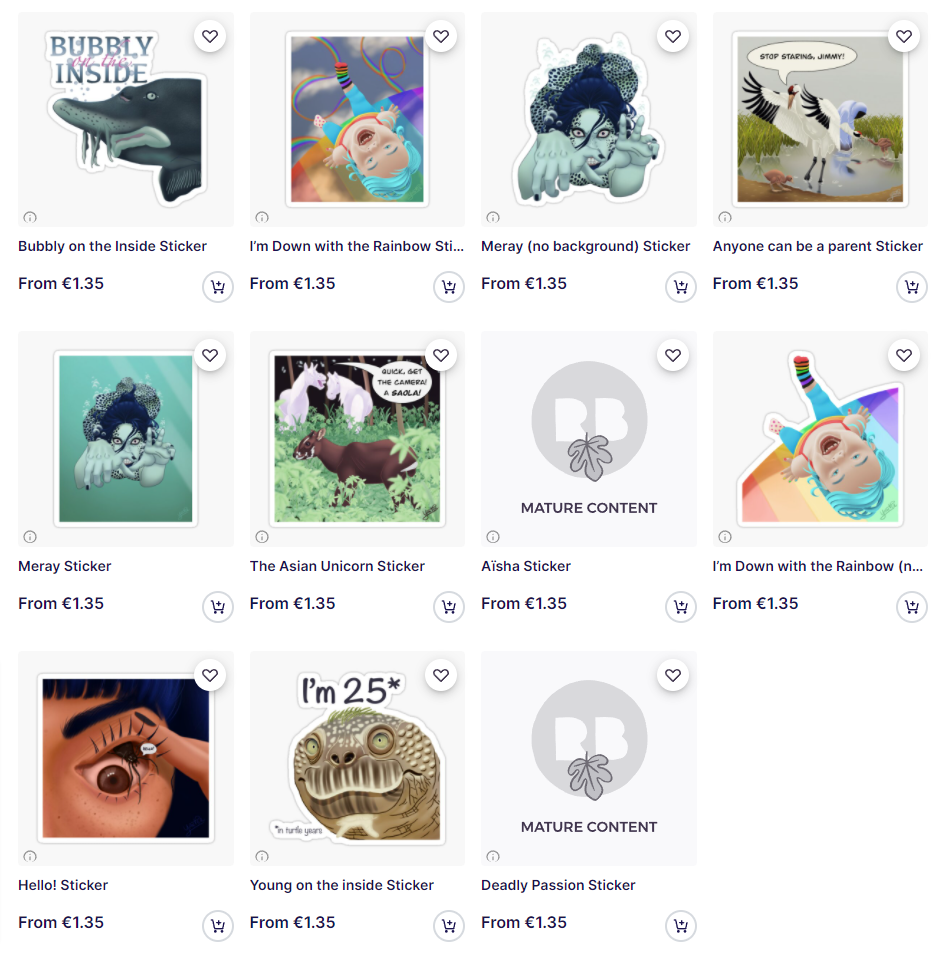 BUBBLY
on the
INSIDE
STOP STARING, JIMMY!
Bubbly on the Inside Sticker
I'm Down with the Rainbow Sti...
Meray (no background) Sticker
Anyone can be a parent Sticker
From €1.35
From €1.35
From €1.35
From €1.35
QUICK, GET
THE CAMERA!
A SAOLA!
RB
MATURE CONTENT
Meray Sticker
The Asian Unicorn Sticker
Aïsha Sticker
I'm Down with the Rainbow (n...
From €1.35
From €1.35
From €1.35
From €1.35
HELLO!
I'm 25*
*in turtle years
RB
MATURE CONTENT
Hello! Sticker
Young on the inside Sticker
Deadly Passion Sticker
From €1.35
From €1.35
From €1.35